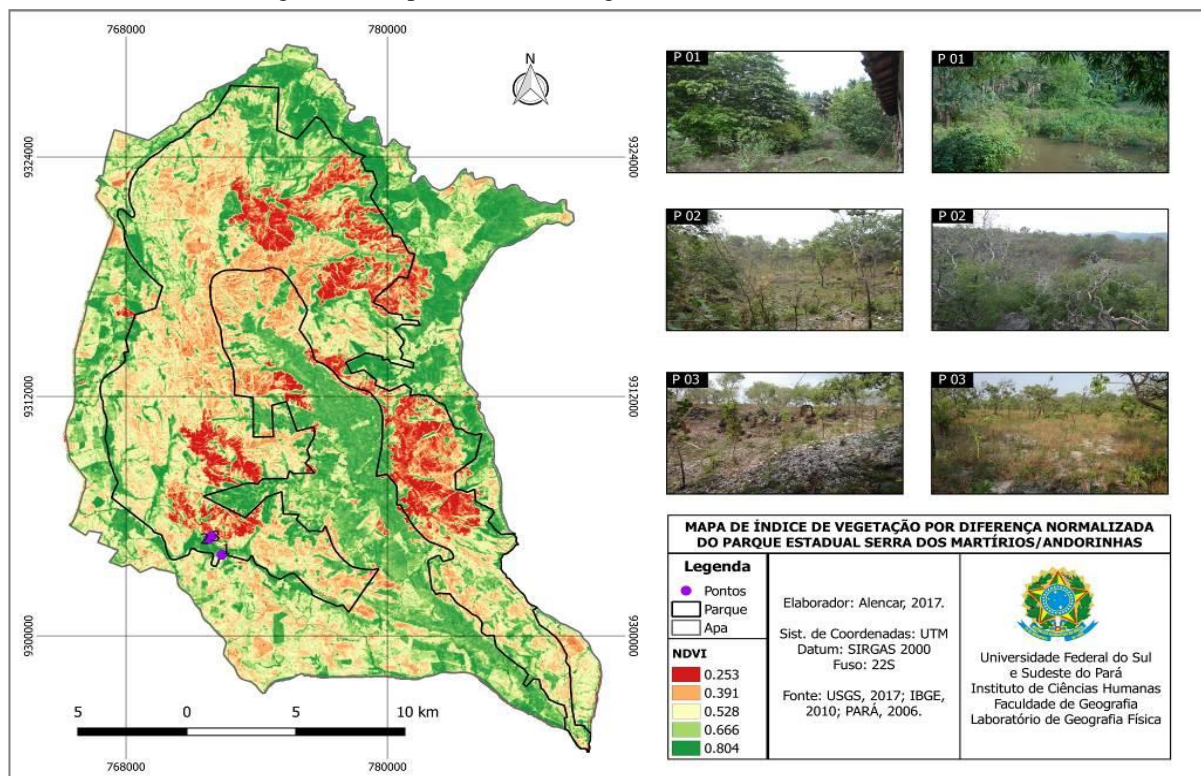 768000
780000
N
9324000
9324000
9312000
9312000
930000
930000
5 0 5 10 km
768000
780000
P 01
P 01
P 02
P 02
P 03
P 03
MAPA DE ÍNDICE DE VEGETAÇÃO POR DIFERENÇA NORMALIZADA
DO PARQUE ESTADUAL SERRA DOS MARTÍRIOS/ANDORINHAS
Legenda
Pontos
Parque
Apa
NDVI
0.253
0.391
0.528
0.666
0.804
Elaborador: Alencar, 2017.
Sist. de Coordenadas: UTM
Datum: SIRGAS 2000
Fuso: 22S
Fonte: USGS, 2017; IBGE,
2010; PARÁ, 2006.
Universidade Federal do Sul
e Sudeste do Pará
Instituto de Ciências Humanas
Faculdade de Geografia
Laboratório de Geografia Física